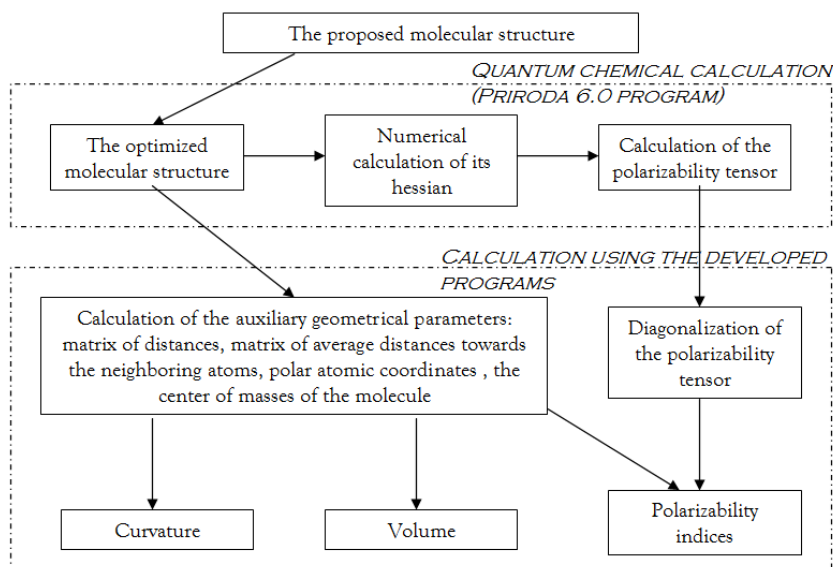 The proposed molecular structure
QUANTUM CHEMICAL CALCULATION
(PRIRODA 6.0 PROGRAM)
The optimized
molecular structure
Numerical
calculation of its
hessian
Calculation of the
polarizability tensor
CALCULATION USING THE DEVELOPED
PROGRAMS
Calculation of the auxiliary geometrical parameters:
matrix of distances, matrix of average distances towards
the neighboring atoms, polar atomic coordinates , the
center of masses of the molecule
Diagonalization of
the polarizability
tensor
Curvature
Volume
Polarizability
indices